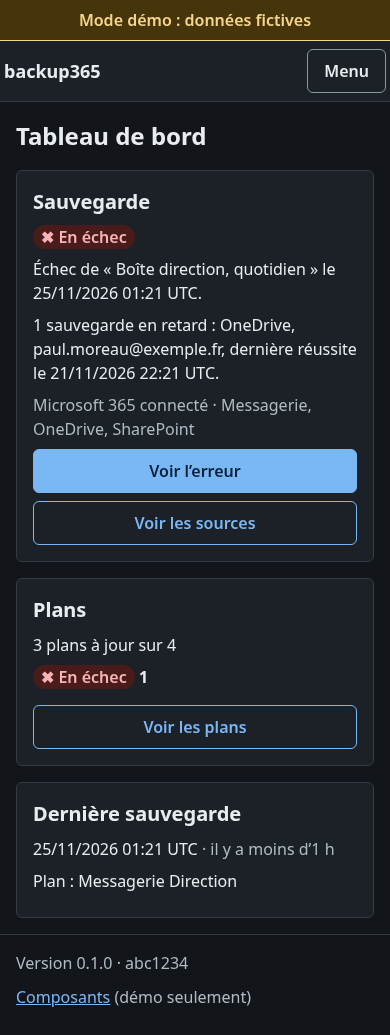 Mode démo : données fictives
backup365
Menu
Tableau de bord
Sauvegarde
✖ En échec
Échec de « Boîte direction, quotidien » le
25/11/2026 01:21 UTC.
1 sauvegarde en retard : OneDrive,
paul.moreau@exemple.fr, dernière réussite
le 21/11/2026 22:21 UTC.
Microsoft 365 connecté · Messagerie,
OneDrive, SharePoint
Voir l’erreur
Voir les sources
Plans
3 plans à jour sur 4
✖ En échec 1
Voir les plans
Dernière sauvegarde
25/11/2026 01:21 UTC · il y a moins d’1 h
Plan : Messagerie Direction
Version 0.1.0 · abc1234
Composants (démo seulement)